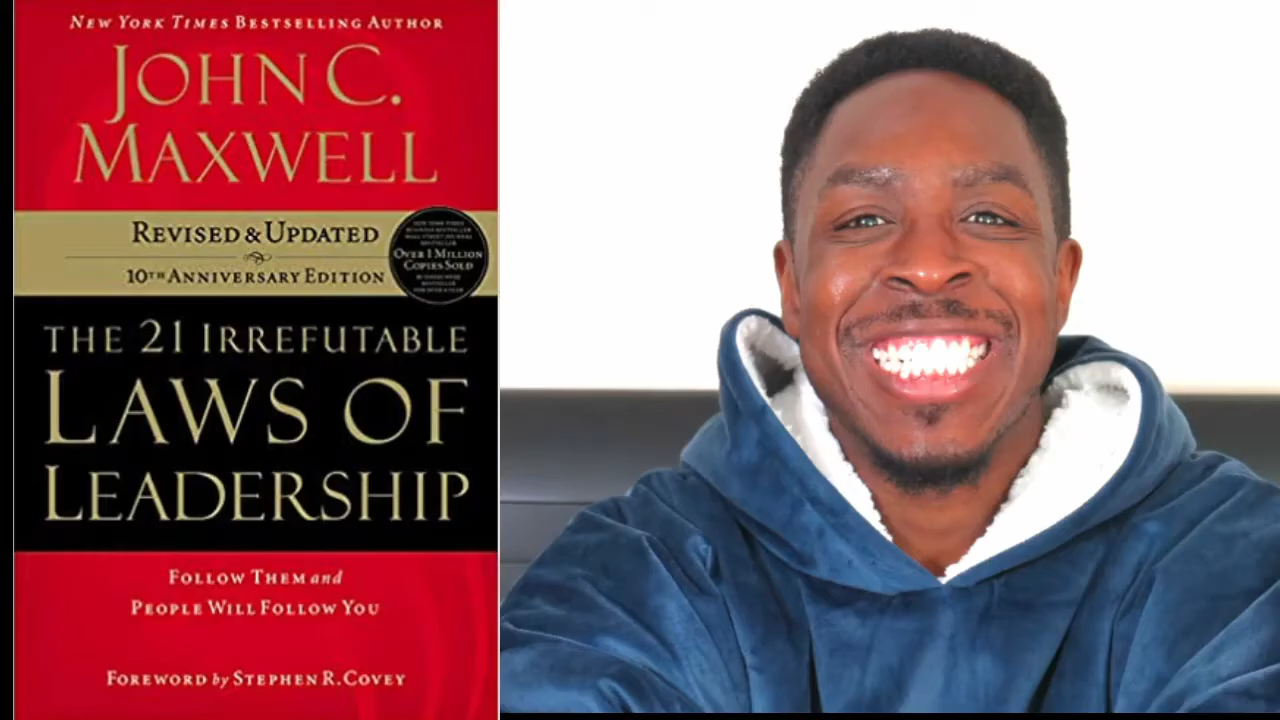 NEW YORK TIMES BESTSELLING AUTHOR
JOHN C.
MAXWELL
REVISED & UPDATED
10TH ANNIVERSARY EDITION
OVER 1 MILLION
COPIES SOLD
THE 21 IRREFUTABLE
LAWS OF
LEADERSHIP
FOLLOW THEM and
PEOPLE WILL FOLLOW YOU
FOREWORD by STEPHEN R. COVEY